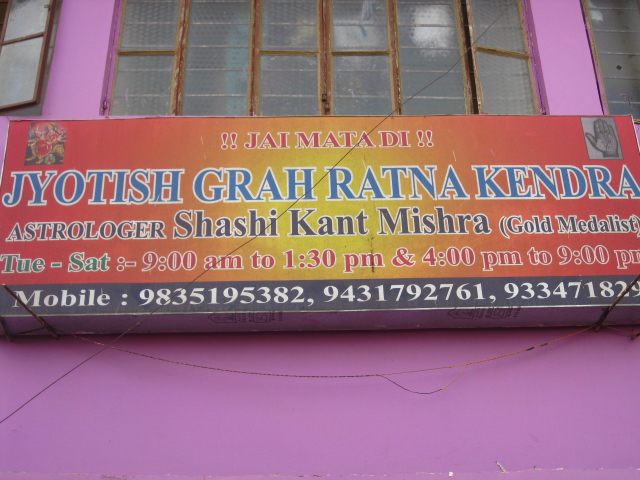 !! JAI MATA DI !!
JYOTISH GRAH RATNA KENDRA
ASTROLOGER Shashi Kant Mishra (Gold Medalist)
Tue - Sat :- 9:00 am to 1:30 pm & 4:00 pm to 9:00 pm
Mobile : 9835195382, 9431792761, 933471829